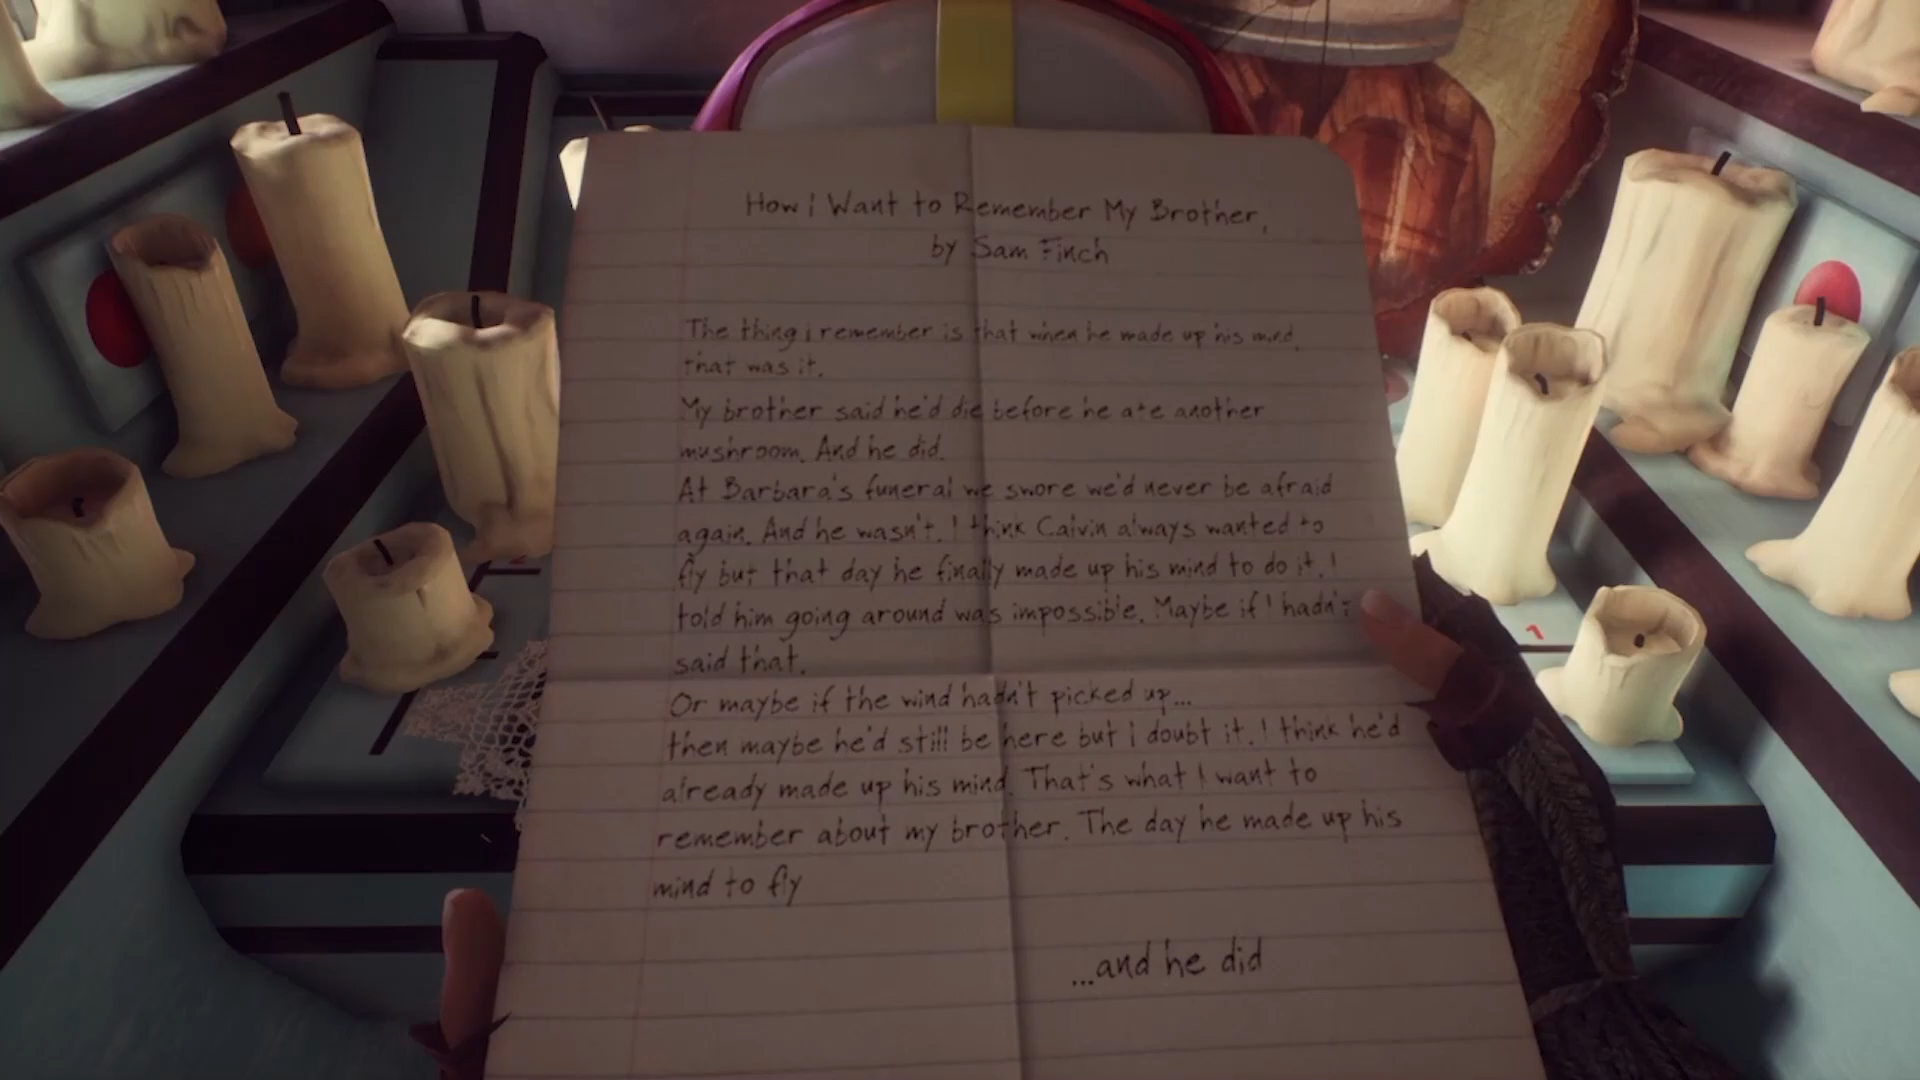 How I Want to Remember My Brother,
by Sam Finch
The thing I remember is that when he made up his mind,
that was it.
My brother said he'd die before he ate another
mushroom. And he did.
At Barbara's funeral we swore we'd never be afraid
again. And he wasn't. I think Calvin always wanted to
fly but that day he finally made up his mind to do it. I
told him going around was impossible. Maybe if I hadn't
said that.
Or maybe if the wind hadn't picked up...
then maybe he'd still be here but I doubt it. I think he'd
already made up his mind. That's what I want to
remember about my brother. The day he made up his
mind to fly
...and he did
1